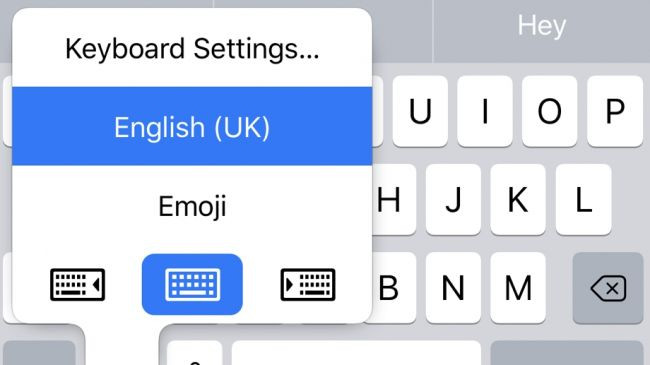 Hey
Keyboard Settings...
English (UK)
Emoji
U I O P
H J K L
B N M